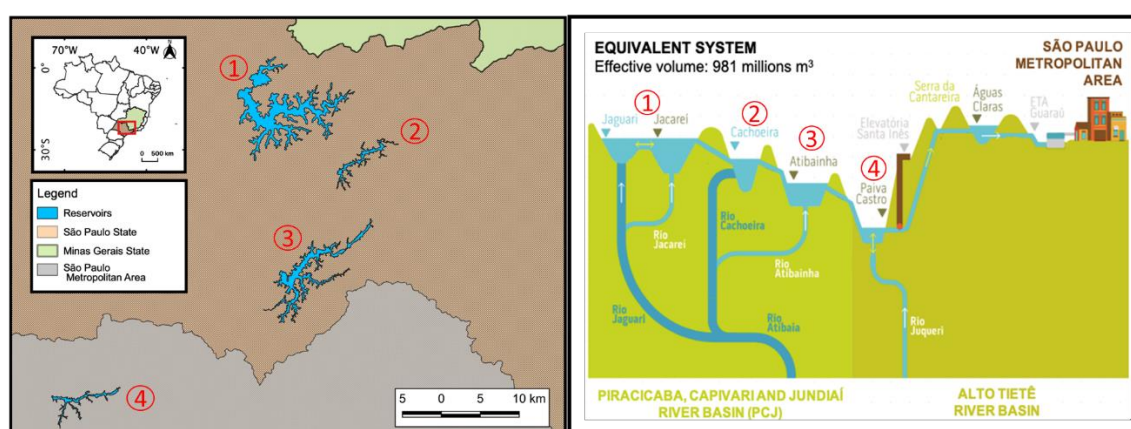 70°W 40°W
0°
30°S
0 500 km
Legend
Reservoirs
São Paulo State
Minas Gerais State
São Paulo
Metropolitan Area
1
2
3
4
5 0 5 10 km
EQUIVALENT SYSTEM
Effective volume: 981 millions m³
SÃO PAULO
METROPOLITAN
AREA
1
Jaguari Jacareí
2
Cachoeira
3
Atibainha
4
Paiva
Castro
Elevatória
Santa Inês
Serra da
Cantareira
Águas
Claras
ETA
Guaraú
Rio
Jacareí
Rio
Cachoeira
Rio
Atibainha
Rio
Jaguari
Rio
Atibaia
Rio
Juqueri
PIRACICABA, CAPIVARI AND JUNDIAÍ
RIVER BASIN (PCJ)
ALTO TIETÊ
RIVER BASIN